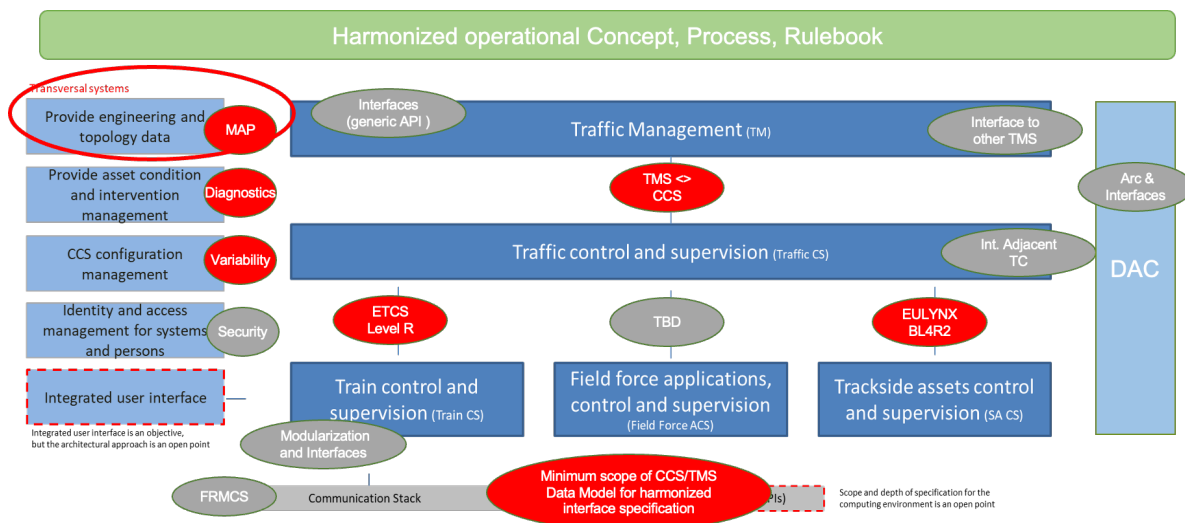 Harmonized operational Concept, Process, Rulebook
Transversal systems
Provide engineering and
topology data
MAP
Interfaces
(generic API )
Traffic Management (TM)
Interface to
other TMS
Provide asset condition
and intervention
management
Diagnostics
TMS <>
CCS
Arc &
Interfaces
CCS configuration
management
Variability
Traffic control and supervision (Traffic CS)
Int. Adjacent
TC
DAC
Identity and access
management for systems
and persons
Security
ETCS
Level R
TBD
EULYNX
BL4R2
Integrated user interface
Train control and
supervision (Train CS)
Field force applications,
control and supervision
(Field Force ACS)
Trackside assets control
and supervision (SA CS)
Integrated user interface is an objective,
but the architectural approach is an open point
Modularization
and Interfaces
FRMCS
Communication Stack
Minimum scope of CCS/TMS
Data Model for harmonized
interface specification
PIs)
Scope and depth of specification for the
computing environment is an open point